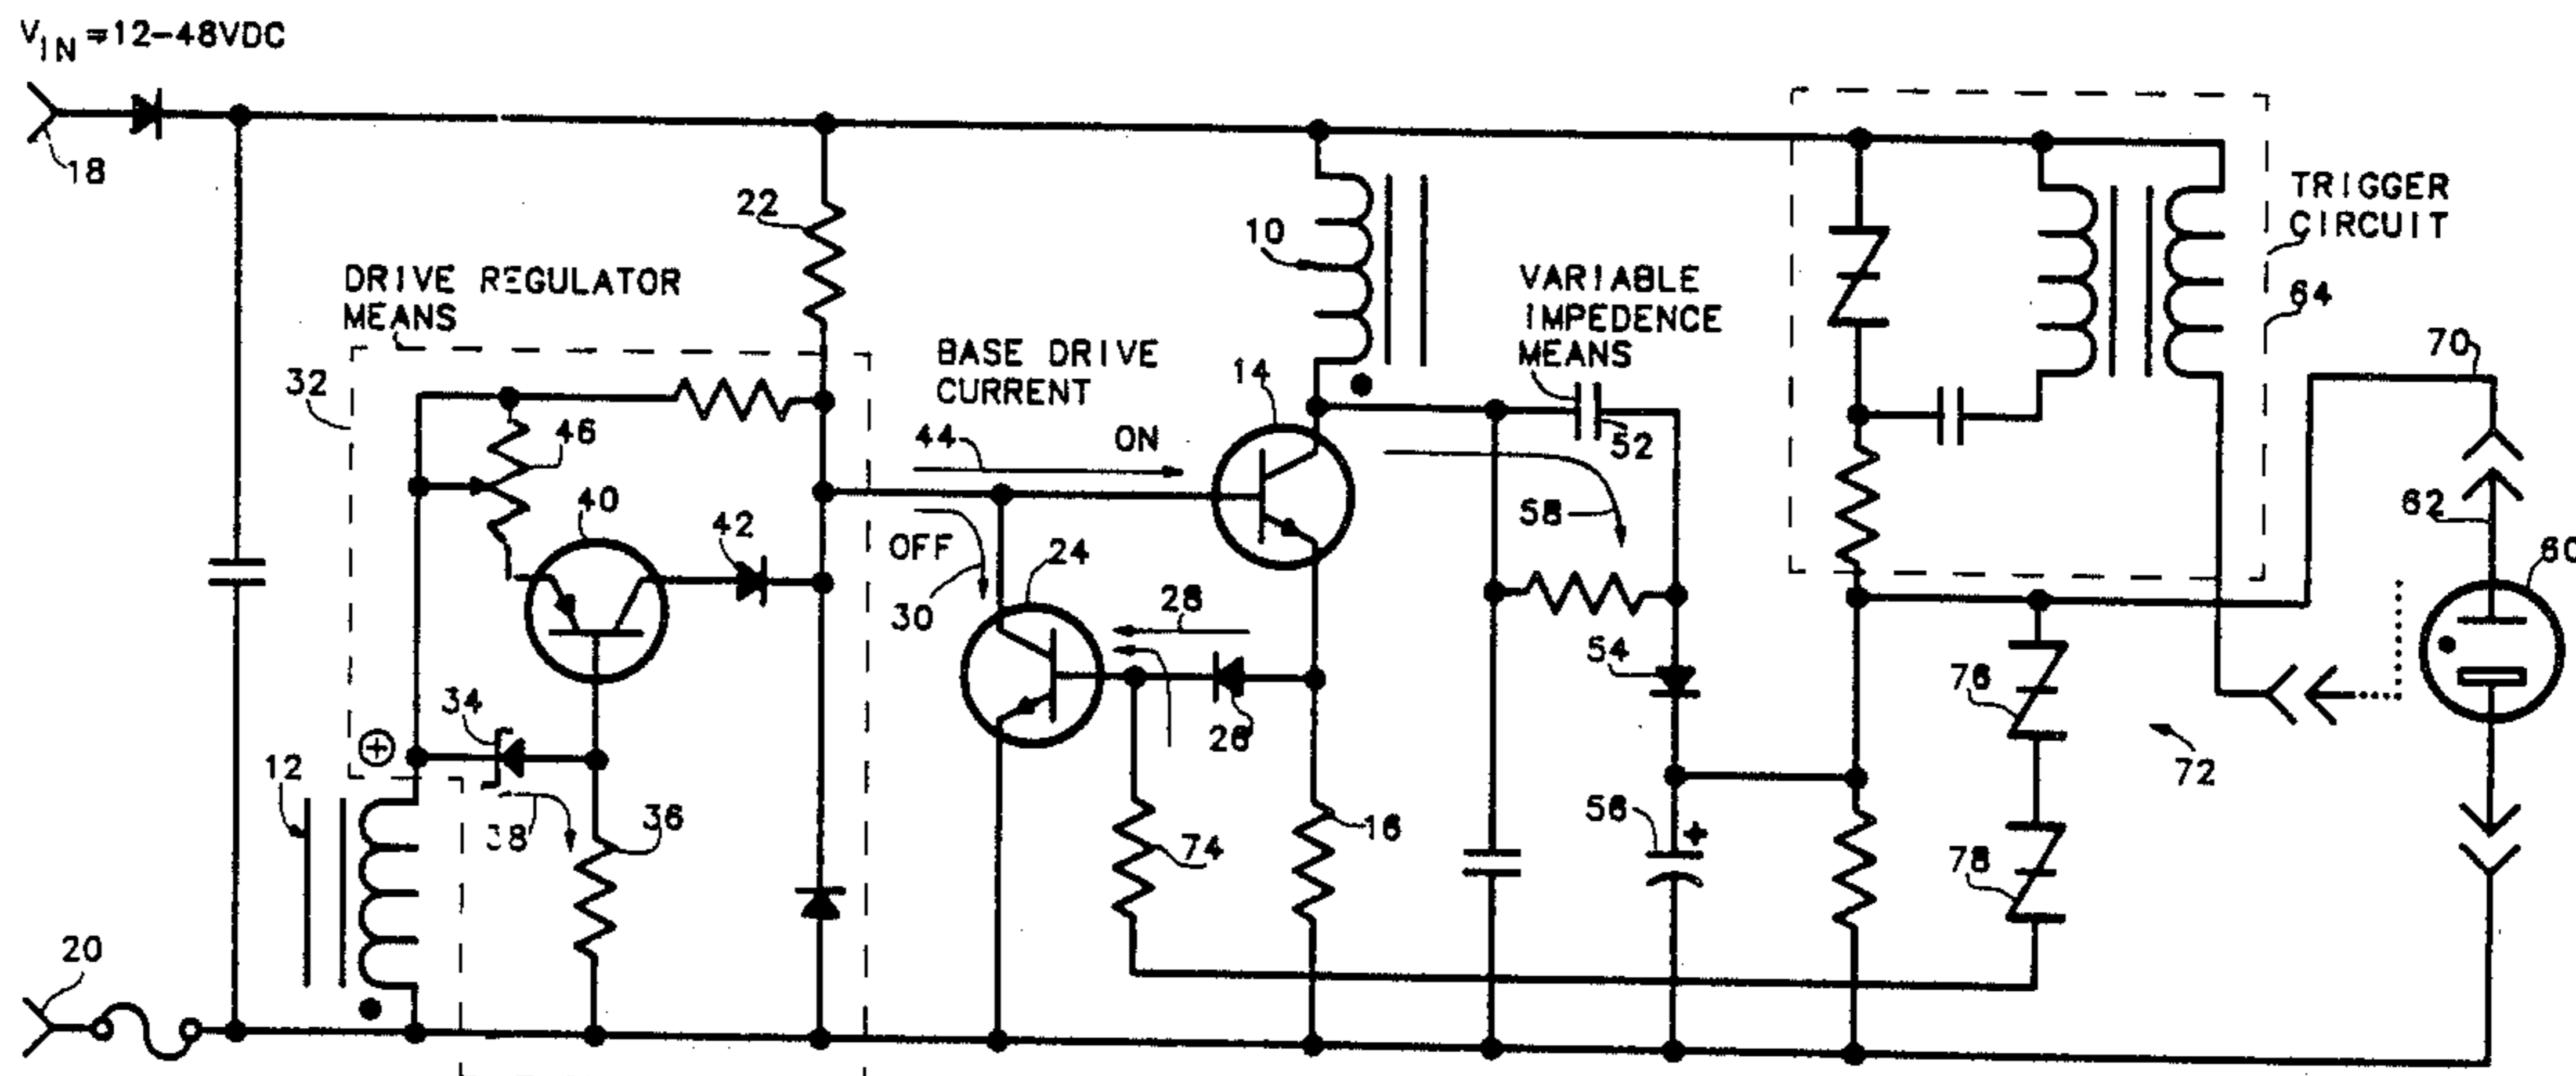 VIN =12-48VDC
18
22
10
TRIGGER
CIRCUIT
64
DRIVE REGULATOR
MEANS
VARIABLE
IMPEDENCE
MEANS
BASE DRIVE
CURRENT
70
32
14
46
44
ON
52
40
42
58
62
OFF
24
60
30
28
54
76
34
26
+
12
72
38
36
56
+
16
74
78
20